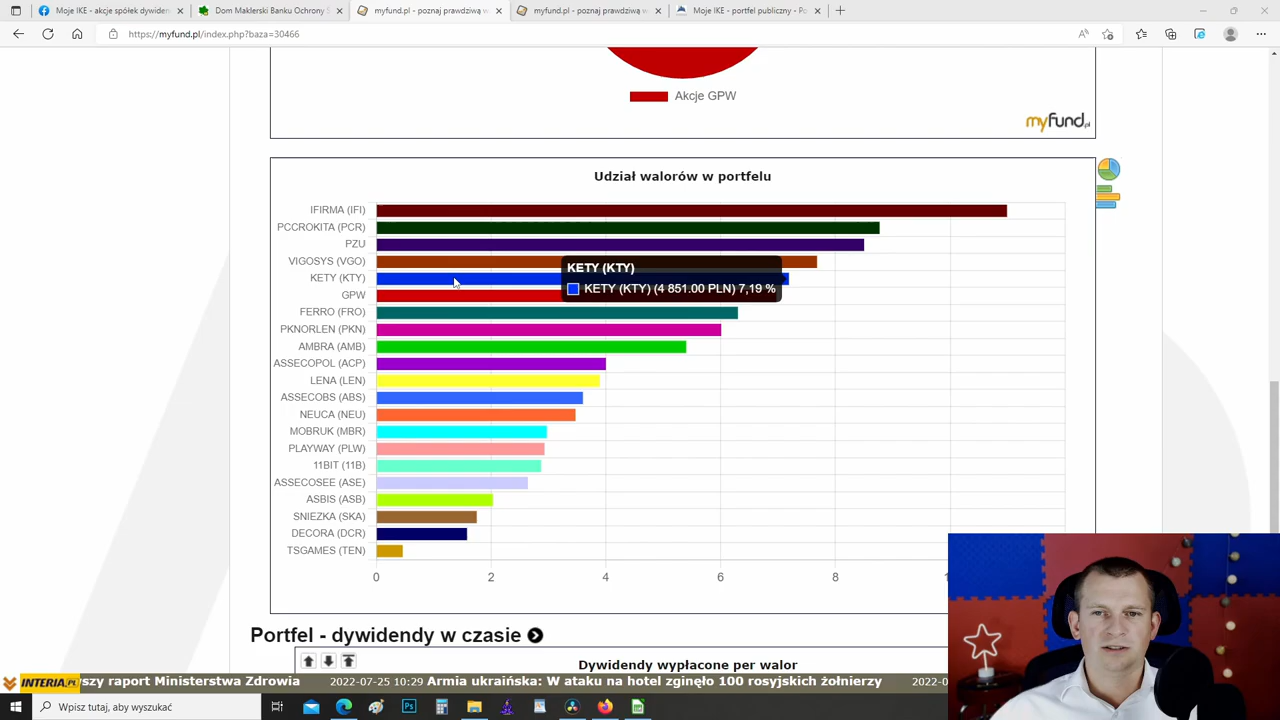 Moje IKE - akcje spółek dywiden
Dom Maklerski Banku Ochrony Ś
myfund.pl - poznaj prawdziwą w
myfund.pl - poznaj prawdziwą w
Moje IKE - portfel publiczny - Po
https://myfund.pl/index.php?baza=30466
Akcje GPW
myfund.pl
Udział walorów w portfelu
IFIRMA (IFI)
PCCROKITA (PCR)
PZU
VIGOSYS (VGO)
KETY (KTY)
KETY (KTY)
KETY (KTY) (4 851.00 PLN) 7,19 %
GPW
FERRO (FRO)
PKNORLEN (PKN)
AMBRA (AMB)
ASSECOPOL (ACP)
LENA (LEN)
ASSECOBS (ABS)
NEUCA (NEU)
MOBRUK (MBR)
PLAYWAY (PLW)
11BIT (11B)
ASSECOSEE (ASE)
ASBIS (ASB)
SNIEZKA (SKA)
DECORA (DCR)
TSGAMES (TEN)
0 2 4 6 8
Portfel - dywidendy w czasie
Dywidendy wypłacone per walor
INTERIA.PL
szy raport Ministerstwa Zdrowia 2022-07-25 10:29 Armia ukraińska: W ataku na hotel zginęło 100 rosyjskich żołnierzy 2022-0
Wpisz tutaj, aby wyszukać